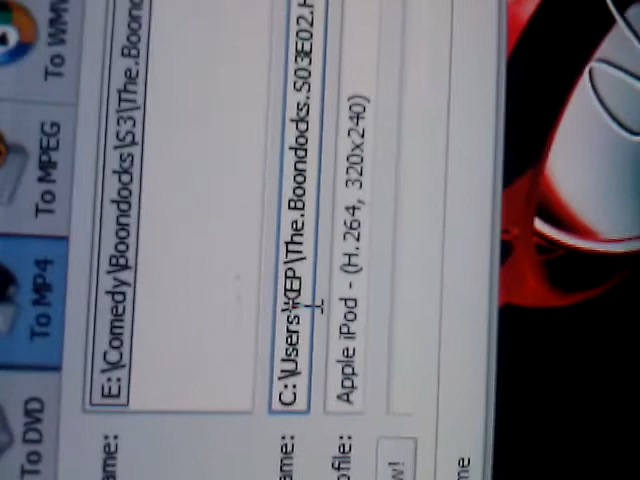 To WMV
To MPEG
To MP4
To DVD
ame: E:\Comedy\Boondocks\S3\The.Boond
ame: C:\Users\KEP\The.Boondocks.S03E02.H
ofile: Apple iPod - (H.264, 320x240)
w!
me